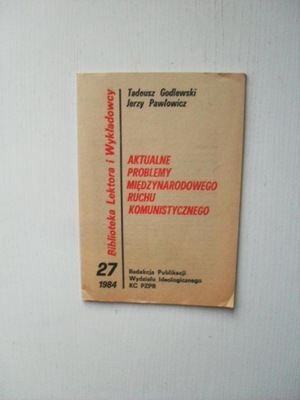 Biblioteka Lektora i Wykładowcy
Tadeusz Godlewski
Jerzy Pawłowicz
AKTUALNE
PROBLEMY
MIĘDZYNARODOWEGO
RUCHU
KOMUNISTYCZNEGO
27
1984
Redakcja Publikacji
Wydziału Ideologicznego
KC PZPR